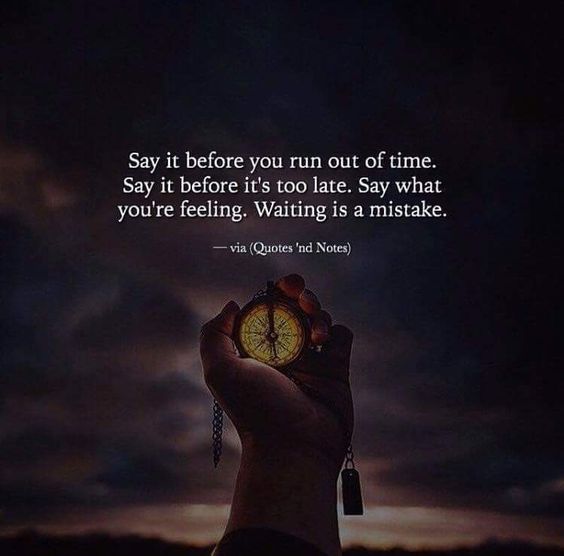 Say it before you run out of time.
Say it before it's too late. Say what
you're feeling. Waiting is a mistake.
— via (Quotes 'nd Notes)